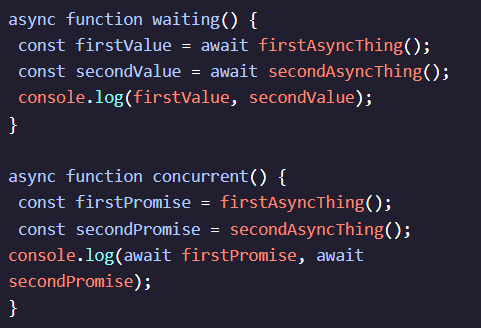 async function waiting() {
 const firstValue = await firstAsyncThing();
 const secondValue = await secondAsyncThing();
 console.log(firstValue, secondValue);
}

async function concurrent() {
 const firstPromise = firstAsyncThing();
 const secondPromise = secondAsyncThing();
console.log(await firstPromise, await
secondPromise);
}